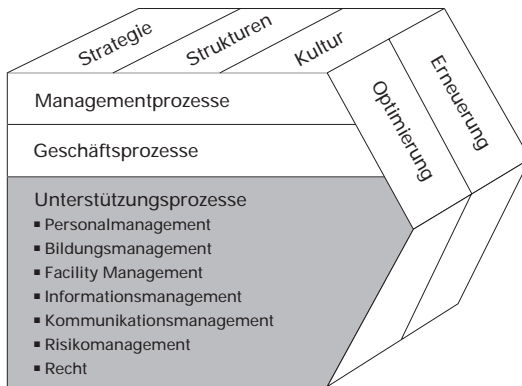 Strategie
Strukturen
Kultur
Optimierung
Erneuerung
Managementprozesse
Geschäftsprozesse
Unterstützungsprozesse
▪ Personalmanagement
▪ Bildungsmanagement
▪ Facility Management
▪ Informationsmanagement
▪ Kommunikationsmanagement
▪ Risikomanagement
▪ Recht